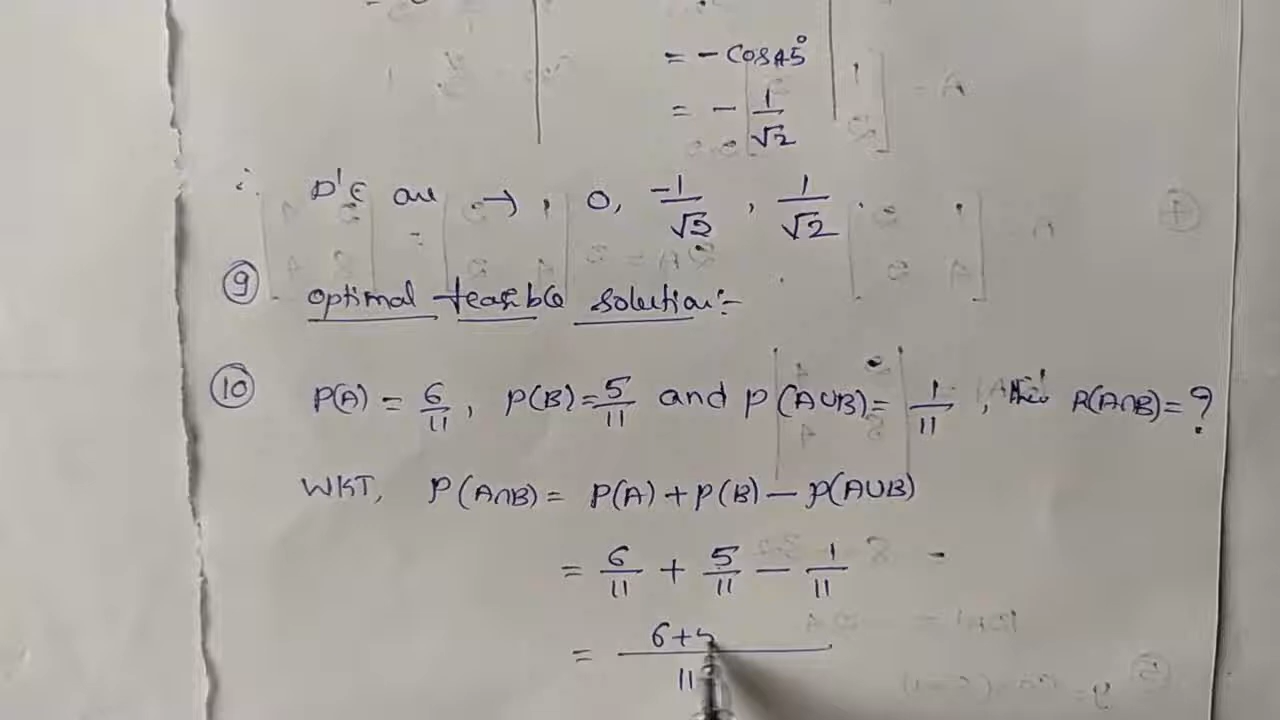 = - Cos45°
= - 1/√2
∴ D'C are → 0, -1/√2, 1/√2.
⑨ optimal feasible solution:-
⑩ P(A) = 6/11, P(B) = 5/11 and P(A∪B) = 1/11, then P(A∩B) = ?
WKT, P(A∩B) = P(A) + P(B) - P(A∪B)
= 6/11 + 5/11 - 1/11
= 6+5/11